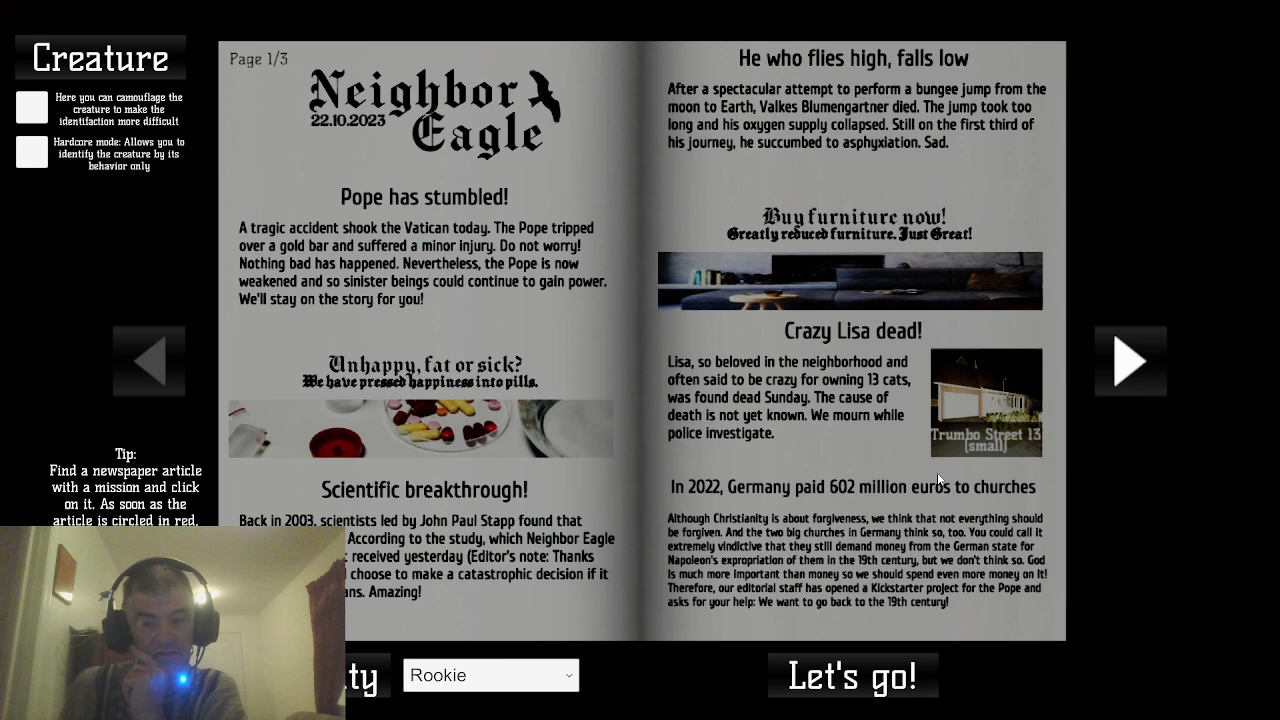 Creature
Here you can camouflage the
creature to make the
identifaction more difficult
Hardcore mode: Allows you to
identify the creature by its
behavior only
Tip:
Find a newspaper article
with a mission and click
on it. As soon as the
article is circled in red,
Page 1/3
Neighbor
22.10.2023
Eagle
Pope has stumbled!
A tragic accident shook the Vatican today. The Pope tripped
over a gold bar and suffered a minor injury. Do not worry!
Nothing bad has happened. Nevertheless, the Pope is now
weakened and so sinister beings could continue to gain power.
We'll stay on the story for you!
Unhappy, fat or sick?
We have pressed happiness into pills.
Scientific breakthrough!
Back in 2003, scientists led by John Paul Stapp found that
According to the study, which Neighbor Eagle
received yesterday (Editor's note: Thanks
choose to make a catastrophic decision if it
Amazing!
He who flies high, falls low
After a spectacular attempt to perform a bungee jump from the
moon to Earth, Valkes Blumengartner died. The jump took too
long and his oxygen supply collapsed. Still on the first third of
his journey, he succumbed to asphyxiation. Sad.
Buy furniture now!
Greatly reduced furniture. Just Great!
Crazy Lisa dead!
Lisa, so beloved in the neighborhood and
often said to be crazy for owning 13 cats,
was found dead Sunday. The cause of
death is not yet known. We mourn while
police investigate.
Trumbo Street 13
(small)
In 2022, Germany paid 602 million euros to churches
Although Christianity is about forgiveness, we think that not everything should
be forgiven. And the two big churches in Germany think so, too. You could call it
extremely vindictive that they still demand money from the German state for
Napoleon's expropriation of them in the 19th century, but we don't think so. God
is much more important than money so we should spend even more money on it!
Therefore, our editorial staff has opened a Kickstarter project for the Pope and
asks for your help: We want to go back to the 19th century!
Rookie
Let's go!